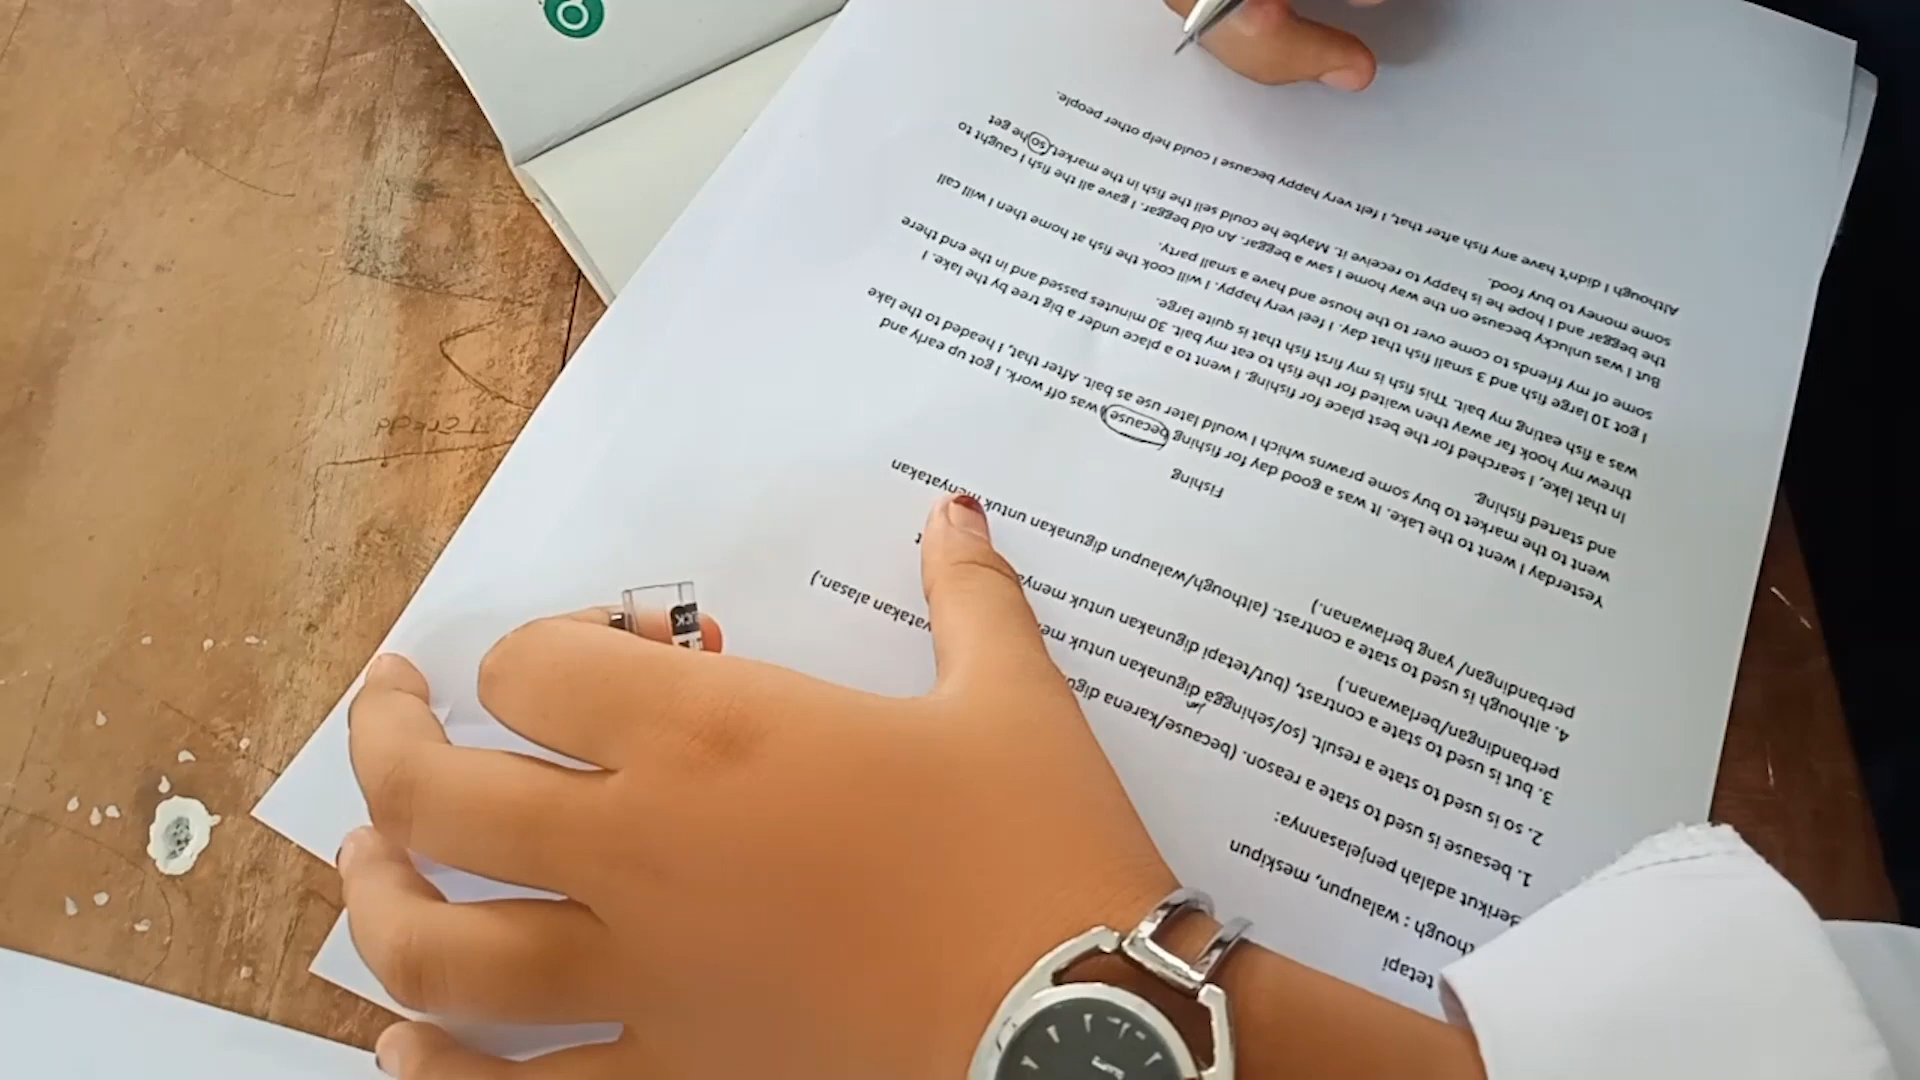 tetapi
though : walaupun, meskipun
Berikut adalah penjelasannya:
1. besause is used to state a reason. (because/karena digu yatakan alasan.)
2. so is used to state a result. (so/sehingga digunakan untuk me
3. but is used to state a contrast, (but/tetapi digunakan untuk menya t
perbandingan/berlawanan.)
4. although is used to state a contrast. (although/walaupun digunakan untuk menyatakan
perbandingan/ yang berlawanan.)
Fishing
Yesterday I went to the Lake. It was a good day for fishing because I was off work. I got up early and
went to the market to buy some prawns which I would later use as bait. After that, I headed to the lake
and started fishing.
In that lake, I searched for the best place for fishing. I went to a place under a big tree by the lake. I
threw my hook far away then waited for the fish to eat my bait. 30 minutes passed and in the end there
was a fish eating my bait. This fish is my first fish that is quite large.
I got 10 large fish and 3 small fish that day. I feel very happy. I will cook the fish at home then I will call
some of my friends to come over to the house and have a small party.
But I was unlucky because on the way home I saw a beggar. An old beggar. I gave all the fish I caught to
the beggar and I hope he is happy to receive it. Maybe he could sell the fish in the market, so he get
some money to buy food.
Although I didn't have any fish after that, I felt very happy because I could help other people.